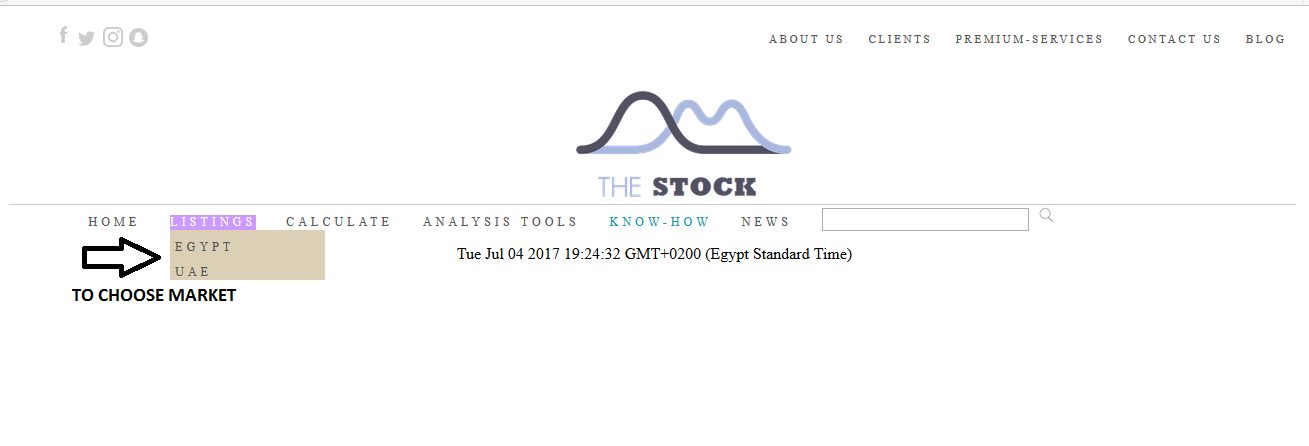 ABOUT US CLIENTS PREMIUM-SERVICES CONTACT US BLOG
THE STOCK
HOME LISTINGS CALCULATE ANALYSIS TOOLS KNOW-HOW NEWS
EGYPT
Tue Jul 04 2017 19:24:32 GMT+0200 (Egypt Standard Time)
UAE
TO CHOOSE MARKET